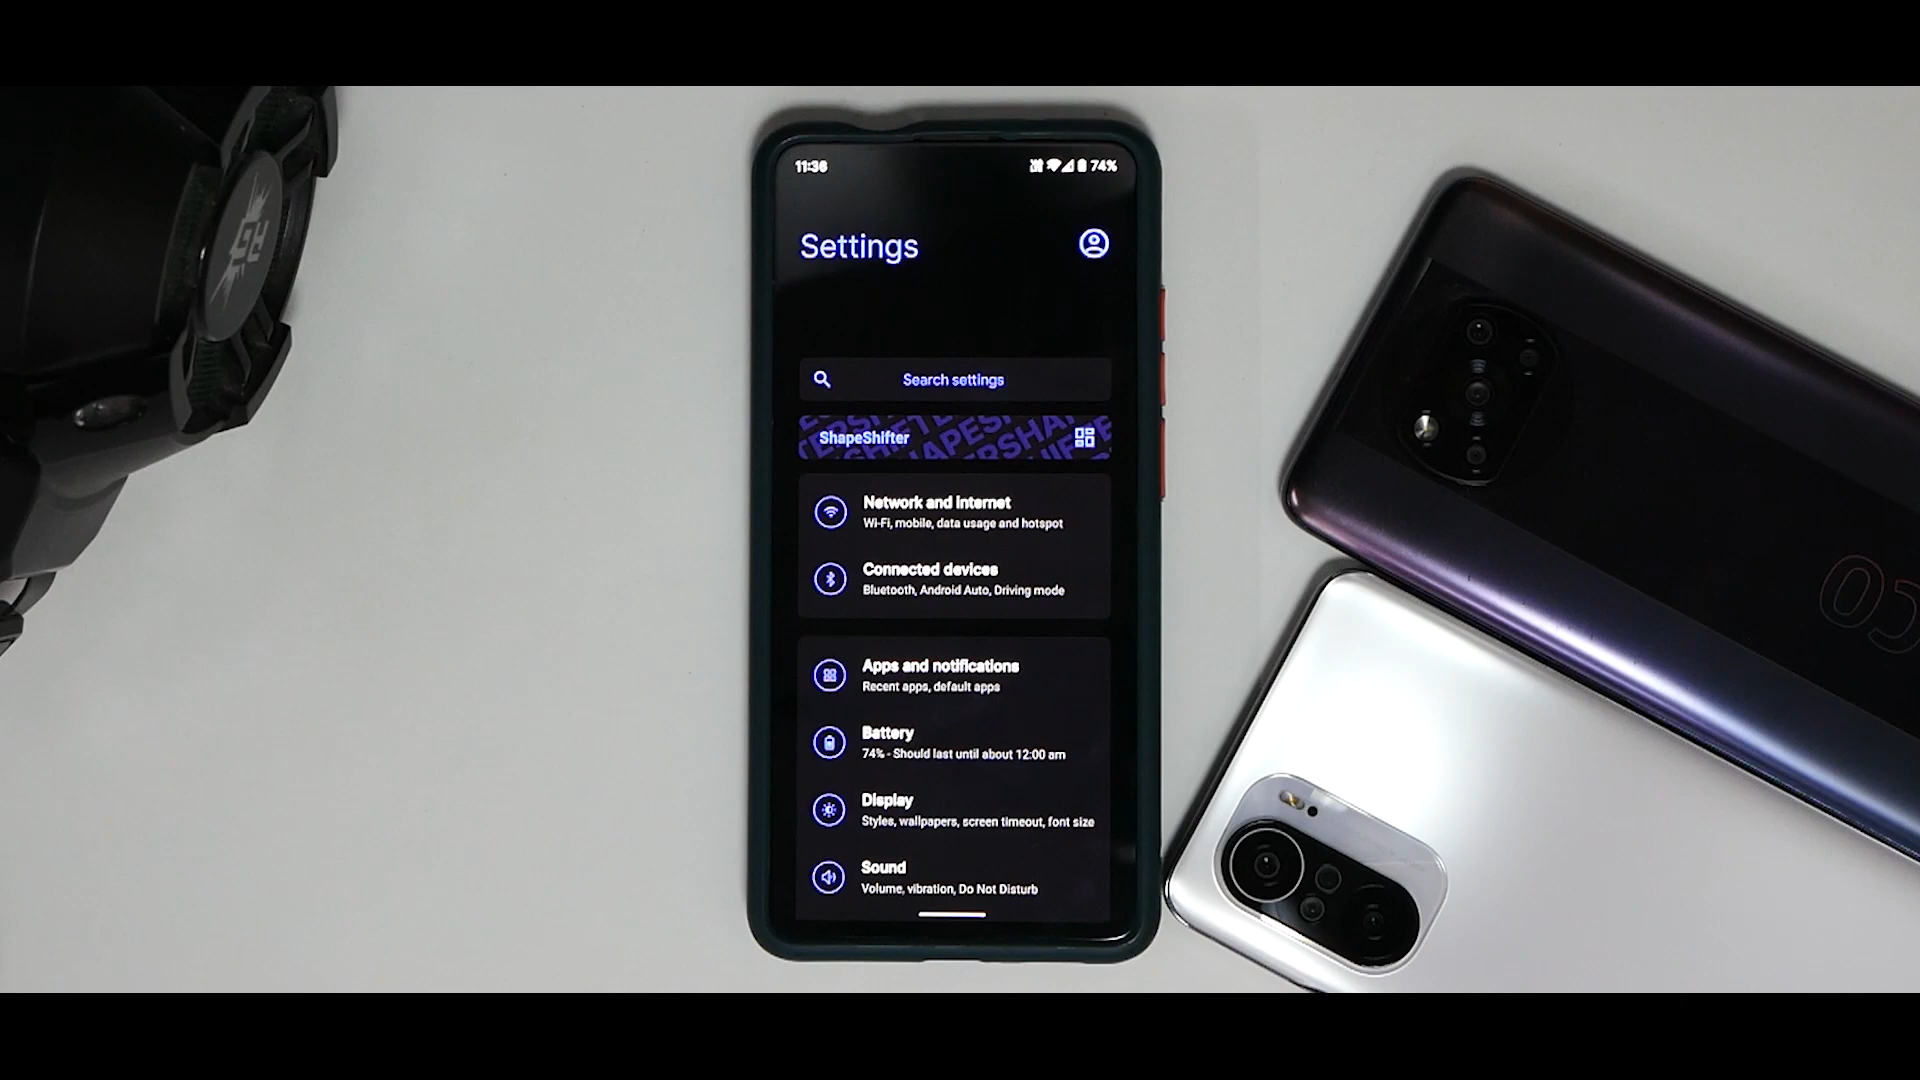 11:36
74%
Settings
Search settings
ShapeShifter
Network and internet
Wi-Fi, mobile, data usage and hotspot
Connected devices
Bluetooth, Android Auto, Driving mode
Apps and notifications
Recent apps, default apps
Battery
74% - Should last until about 12:00 am
Display
Styles, wallpapers, screen timeout, font size
Sound
Volume, vibration, Do Not Disturb